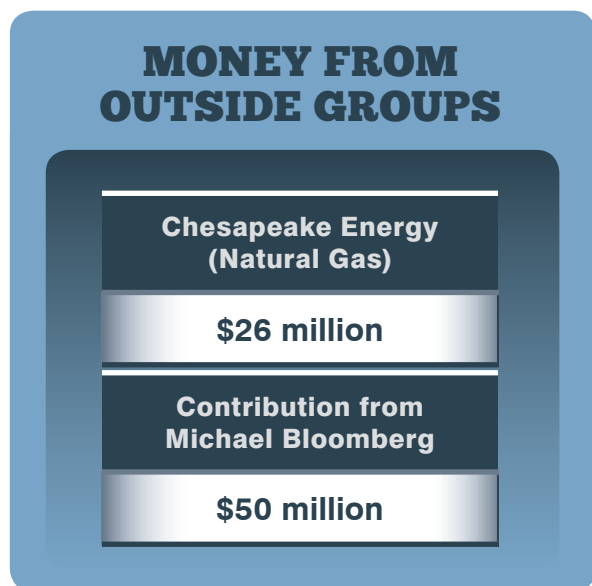 MONEY FROM
OUTSIDE GROUPS
Chesapeake Energy
(Natural Gas)
$26 million
Contribution from
Michael Bloomberg
$50 million